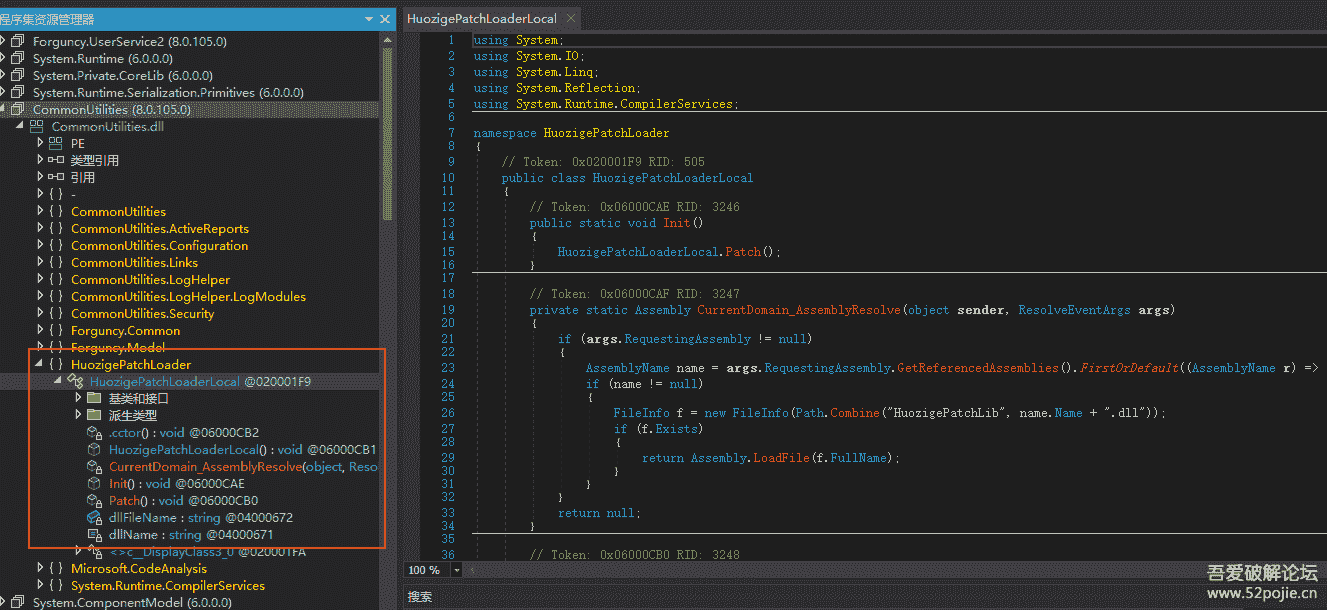 程序集资源管理器
Forguncy.UserService2 (8.0.105.0)
System.Runtime (6.0.0.0)
System.Private.CoreLib (6.0.0.0)
System.Runtime.Serialization.Primitives (6.0.0.0)
CommonUtilities (8.0.105.0)
CommonUtilities.dll
PE
类型引用
引用
{ } -
{ } CommonUtilities
{ } CommonUtilities.ActiveReports
{ } CommonUtilities.Configuration
{ } CommonUtilities.Links
{ } CommonUtilities.LogHelper
{ } CommonUtilities.LogHelper.LogModules
{ } CommonUtilities.Security
{ } Forguncy.Common
{ } Forguncy.Model
{ } HuozigePatchLoader
HuozigePatchLoaderLocal @020001F9
基类和接口
派生类型
.cctor() : void @06000CB2
HuozigePatchLoaderLocal() : void @06000CB1
CurrentDomain_AssemblyResolve(object, Reso
Init() : void @06000CAE
Patch() : void @06000CB0
dllFileName : string @04000672
dllName : string @04000671
<>c__DisplayClass3_0 @020001FA
{ } Microsoft.CodeAnalysis
{ } System.Runtime.CompilerServices
System.ComponentModel (6.0.0.0)
HuozigePatchLoaderLocal
1 using System;
2 using System.IO;
3 using System.Linq;
4 using System.Reflection;
5 using System.Runtime.CompilerServices;
6
7 namespace HuozigePatchLoader
8 {
9 // Token: 0x020001F9 RID: 505
10 public class HuozigePatchLoaderLocal
11 {
12 // Token: 0x06000CAE RID: 3246
13 public static void Init()
14 {
15 HuozigePatchLoaderLocal.Patch();
16 }
17
18 // Token: 0x06000CAF RID: 3247
19 private static Assembly CurrentDomain_AssemblyResolve(object sender, ResolveEventArgs args)
20 {
21 if (args.RequestingAssembly != null)
22 {
23 AssemblyName name = args.RequestingAssembly.GetReferencedAssemblies().FirstOrDefault((AssemblyName r) =>
24 if (name != null)
25 {
26 FileInfo f = new FileInfo(Path.Combine("HuozigePatchLib", name.Name + ".dll"));
27 if (f.Exists)
28 {
29 return Assembly.LoadFile(f.FullName);
30 }
31 }
32 }
33 return null;
34 }
35
36 // Token: 0x06000CB0 RID: 3248
100 %
搜索
吾爱破解论坛
www.52pojie.cn